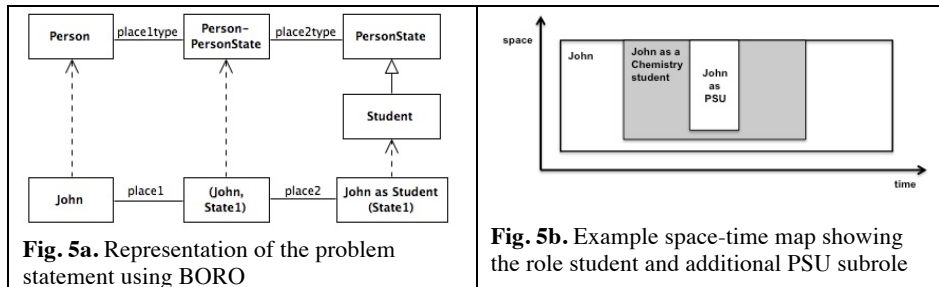 Person
place1type
Person-
PersonState
place2type
PersonState
Student
John
place1
(John,
State1)
place2
John as Student
(State1)
Fig. 5a. Representation of the problem
statement using BORO
space
John
John as a
Chemistry
student
John
as
PSU
time
Fig. 5b. Example space-time map showing
the role student and additional PSU subrole